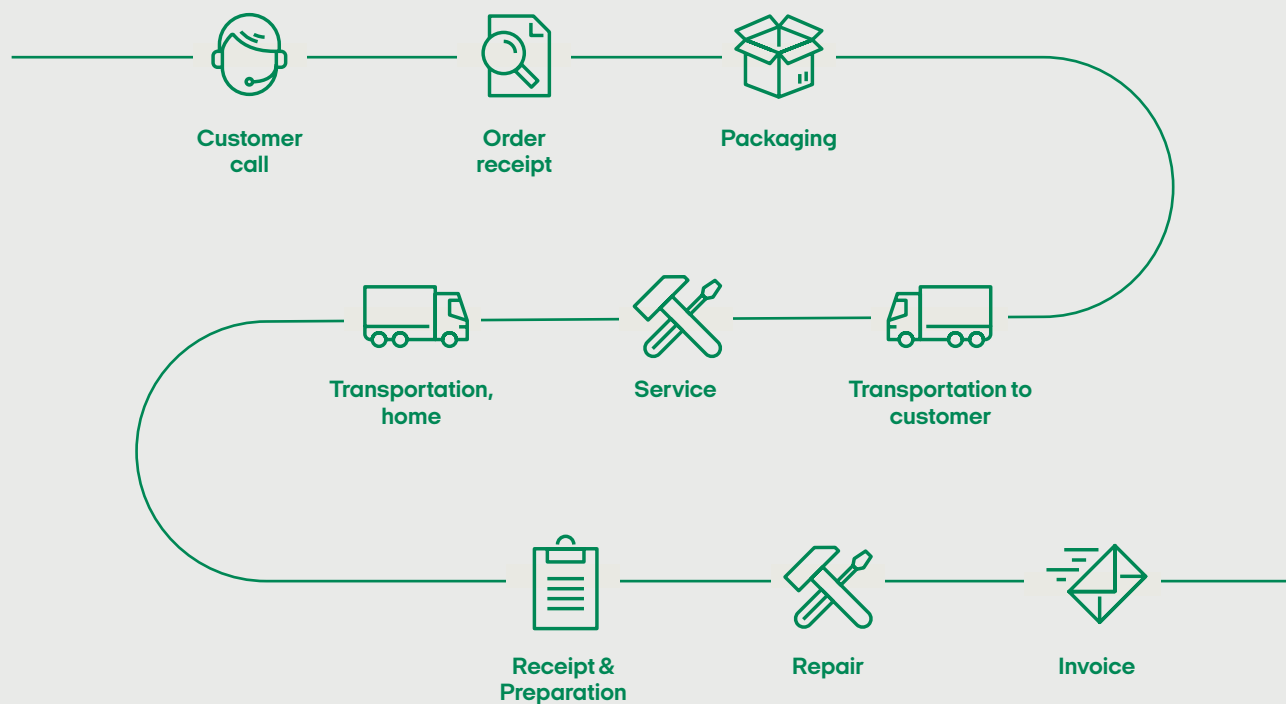 Customer
call
Order
receipt
Packaging
Transportation,
home
Service
Transportation to
customer
Receipt &
Preparation
Repair
Invoice